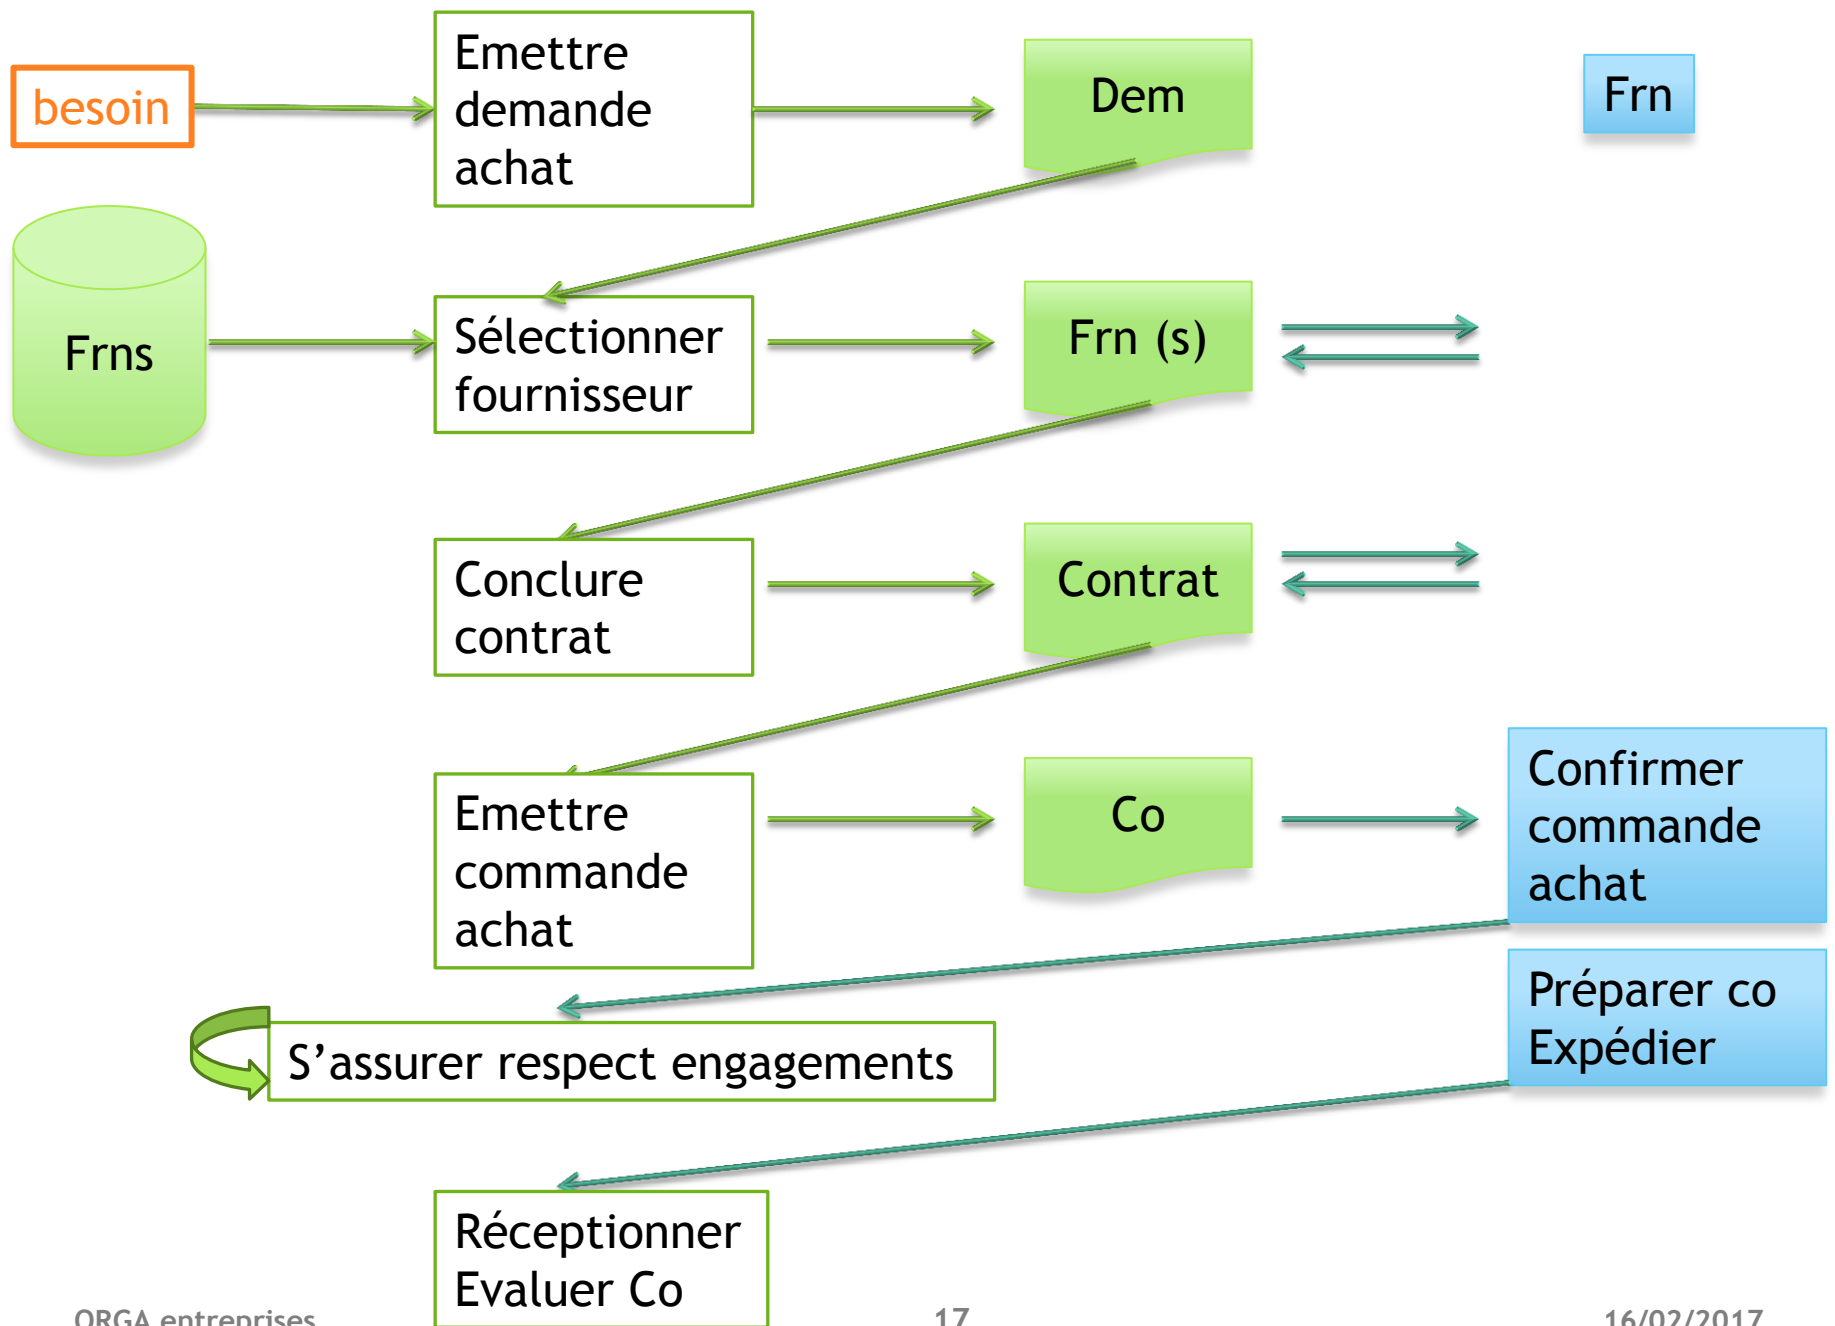 besoin
Emettre
demande
achat
Dem
Frn
Frns
Sélectionner
fournisseur
Frn (s)
Conclure
contrat
Contrat
Emettre
commande
achat
Co
Confirmer
commande
achat
Préparer co
Expédier
S’assurer respect engagements
Réceptionner
Evaluer Co
ORGA entreprises
17
16/02/2017